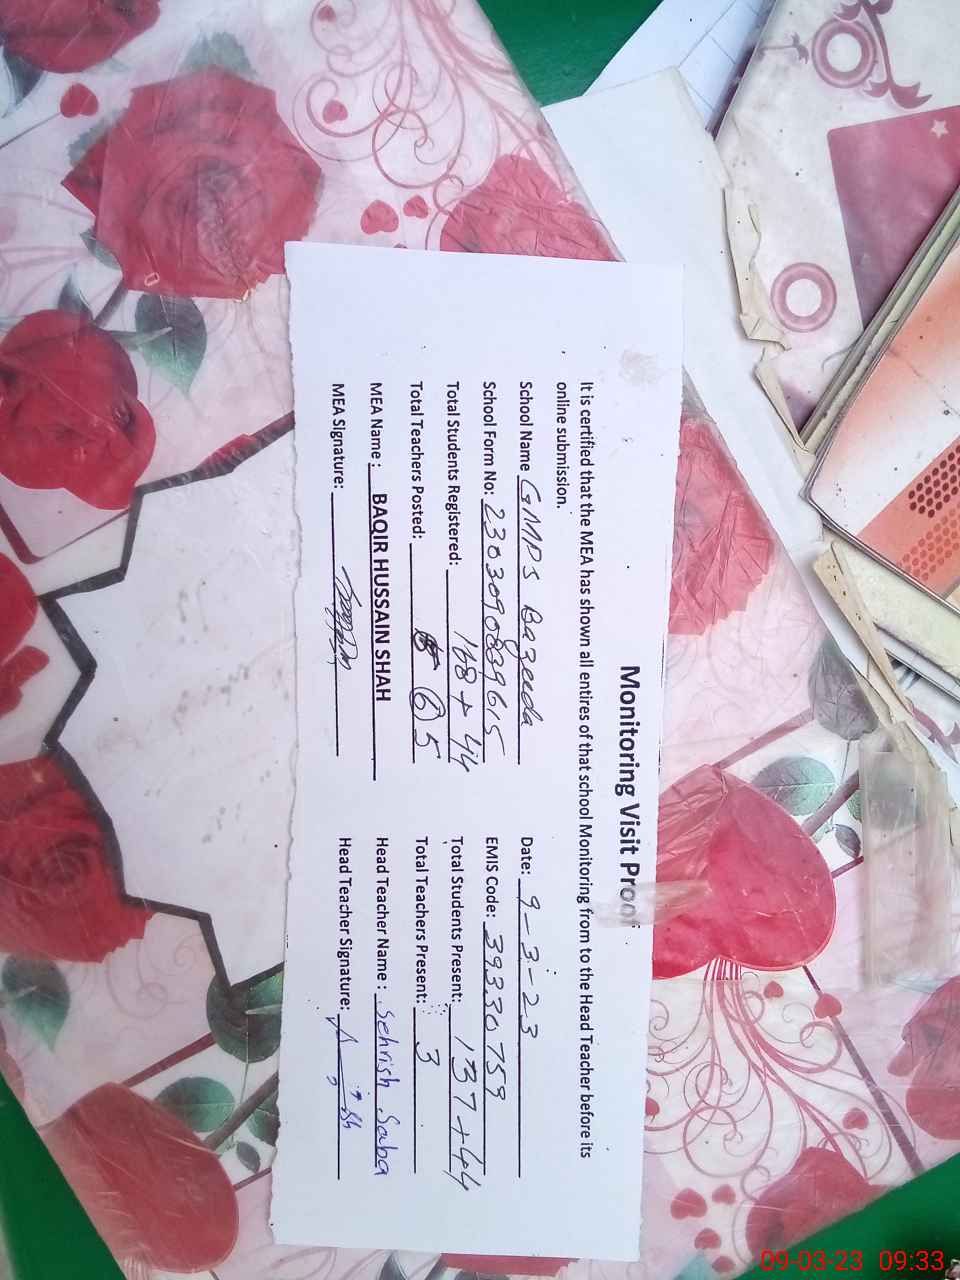 Monitoring Visit Proof
It is certified that the MEA has shown all entires of that school Monitoring from to the Head Teacher before its
online submission.
School Name GMPS Bazeeda Date: 9-3-23
School Form No: 2303090839615 EMIS Code: 39330759
Total Students Registered: 168 + 44 Total Students Present: 137 + 44
Total Teachers Posted: 6 5 Total Teachers Present: 3
MEA Name : BAQIR HUSSAIN SHAH Head Teacher Name : Sehrish Saba
MEA Signature: Head Teacher Signature:
09-03-23 09:33